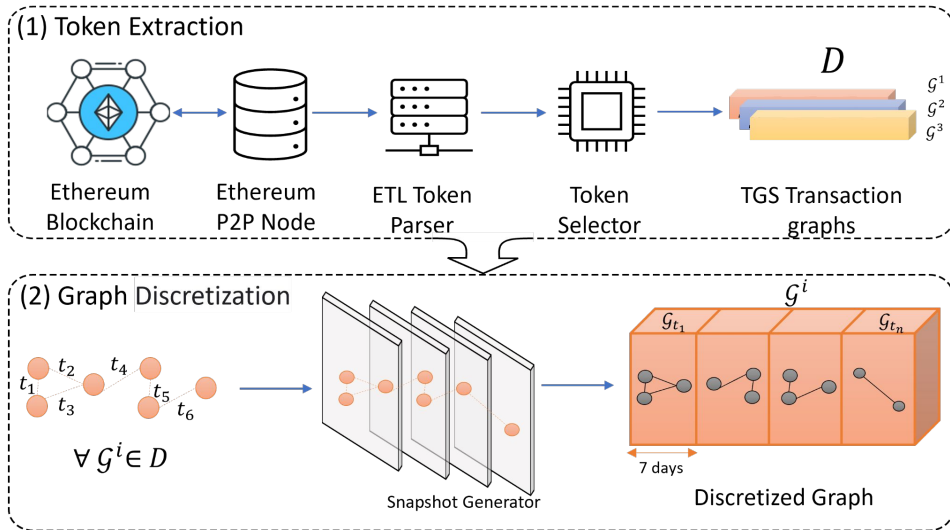 (1) Token Extraction
D
𝒢¹
𝒢²
𝒢³
Ethereum
Blockchain
Ethereum
P2P Node
ETL Token
Parser
Token
Selector
TGS Transaction
graphs
(2) Graph Discretization
t₁
t₂
t₃
t₄
t₅
t₆
∀ 𝒢ⁱ ∈ D
Snapshot Generator
𝒢ⁱ
𝒢ₜ₁
𝒢ₜₙ
7 days
Discretized Graph